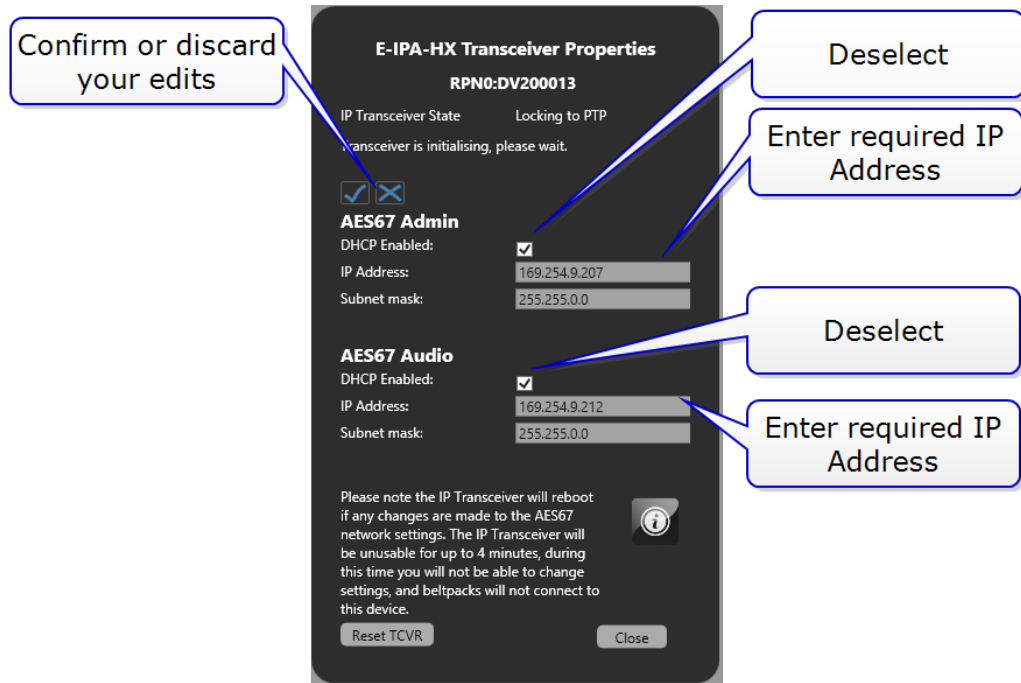 Confirm or discard
your edits
E-IPA-HX Transceiver Properties
RPN0:DV200013
IP Transceiver State Locking to PTP
Transceiver is initialising, please wait.
AES67 Admin
DHCP Enabled:
IP Address: 169.254.9.207
Subnet mask: 255.255.0.0
AES67 Audio
DHCP Enabled:
IP Address: 169.254.9.212
Subnet mask: 255.255.0.0
Please note the IP Transceiver will reboot
if any changes are made to the AES67
network settings. The IP Transceiver will
be unusable for up to 4 minutes, during
this time you will not be able to change
settings, and beltpacks will not connect to
this device.
Reset TCVR
Close
Deselect
Enter required IP
Address
Deselect
Enter required IP
Address